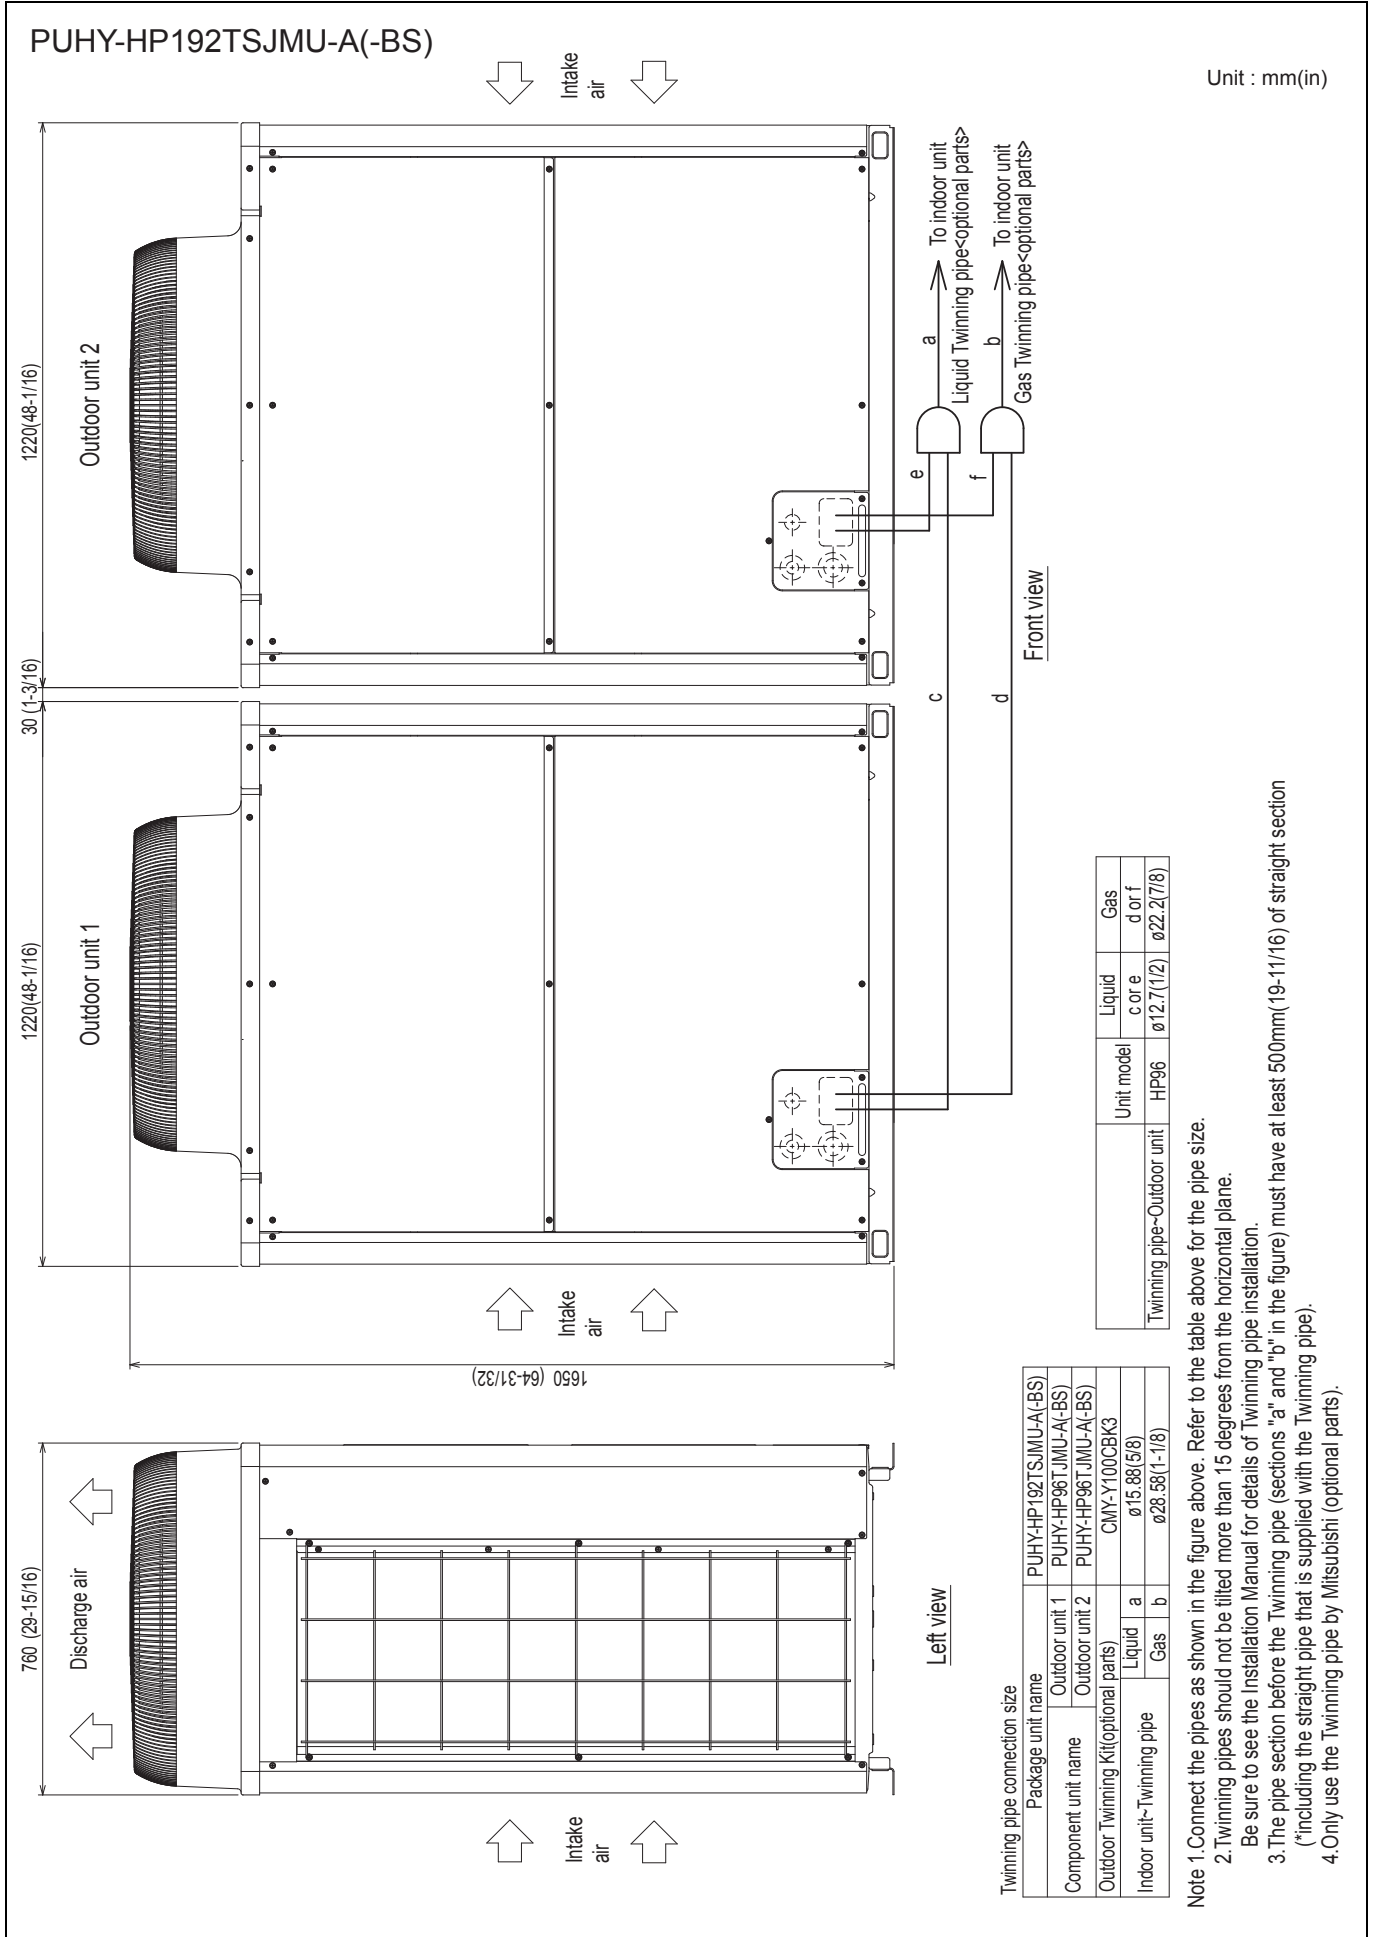 PUHY-HP192TSJMU-A(-BS)
Unit : mm(in)
760 (29-15/16)
Discharge air
Intake
air
Left view
1650 (64-31/32)
1220(48-1/16)
30 (1-3/16)
1220(48-1/16)
Outdoor unit 1
Outdoor unit 2
Intake
air
Intake
air
a
To indoor unit
Liquid Twinning pipe<optional parts>
b
To indoor unit
Gas Twinning pipe<optional parts>
e
f
c
d
Front view
Twinning pipe connection size
Package unit name PUHY-HP192TSJMU-A(-BS)
Component unit name Outdoor unit 1 PUHY-HP96TJMU-A(-BS)
Outdoor unit 2 PUHY-HP96TJMU-A(-BS)
Outdoor Twinning Kit(optional parts) CMY-Y100CBK3
Indoor unit~Twinning pipe Liquid a ø15.88(5/8)
Gas b ø28.58(1-1/8)
Unit model Liquid Gas
c or e d or f
Twinning pipe~Outdoor unit HP96 ø12.7(1/2) ø22.2(7/8)
Note 1.Connect the pipes as shown in the figure above. Refer to the table above for the pipe size.
2.Twinning pipes should not be tilted more than 15 degrees from the horizontal plane.
Be sure to see the Installation Manual for details of Twinning pipe installation.
3.The pipe section before the Twinning pipe (sections "a" and "b" in the figure) must have at least 500mm(19-11/16) of straight section
(*including the straight pipe that is supplied with the Twinning pipe).
4.Only use the Twinning pipe by Mitsubishi (optional parts).